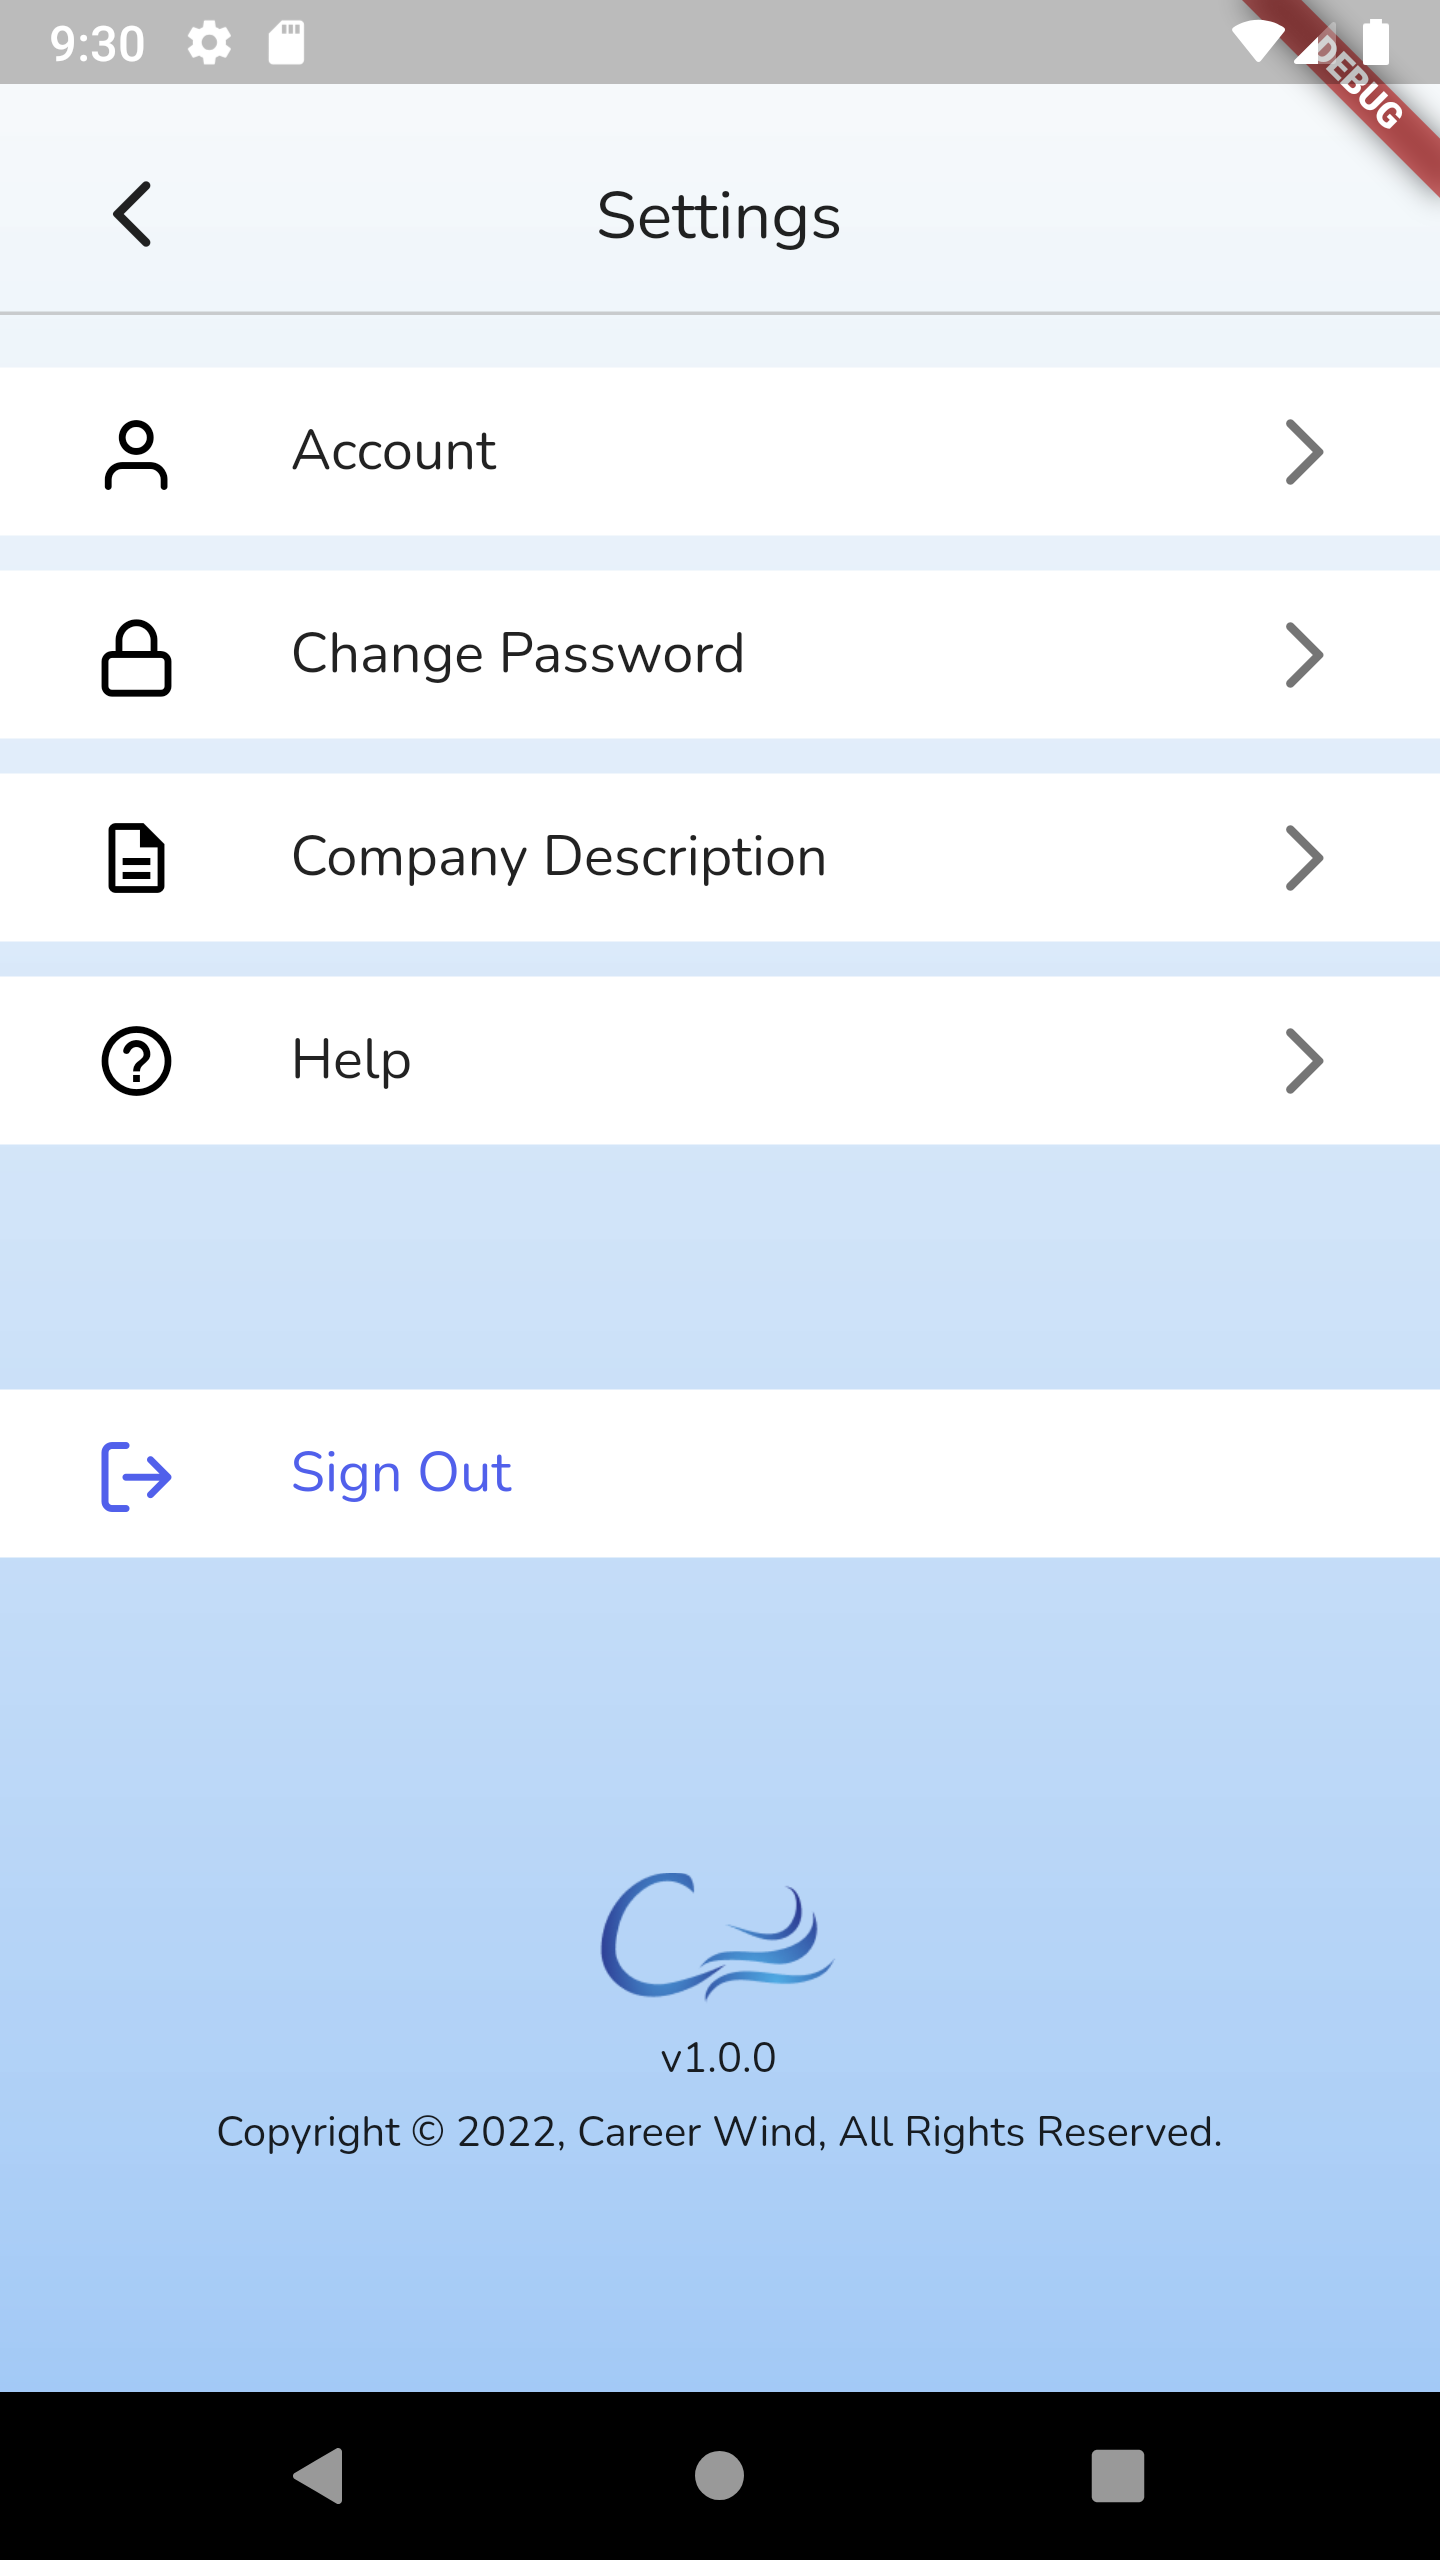 9:30
DEBUG
Settings
Account
Change Password
Company Description
Help
Sign Out
v1.0.0
Copyright © 2022, Career Wind, All Rights Reserved.